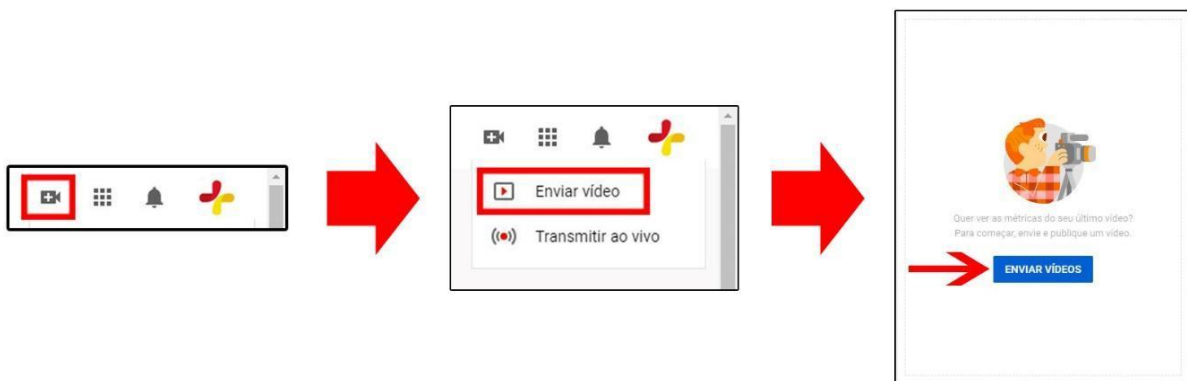 Enviar vídeo
Transmitir ao vivo
Quer ver as métricas do seu último vídeo?
Para começar, envie e publique um vídeo.
ENVIAR VÍDEOS